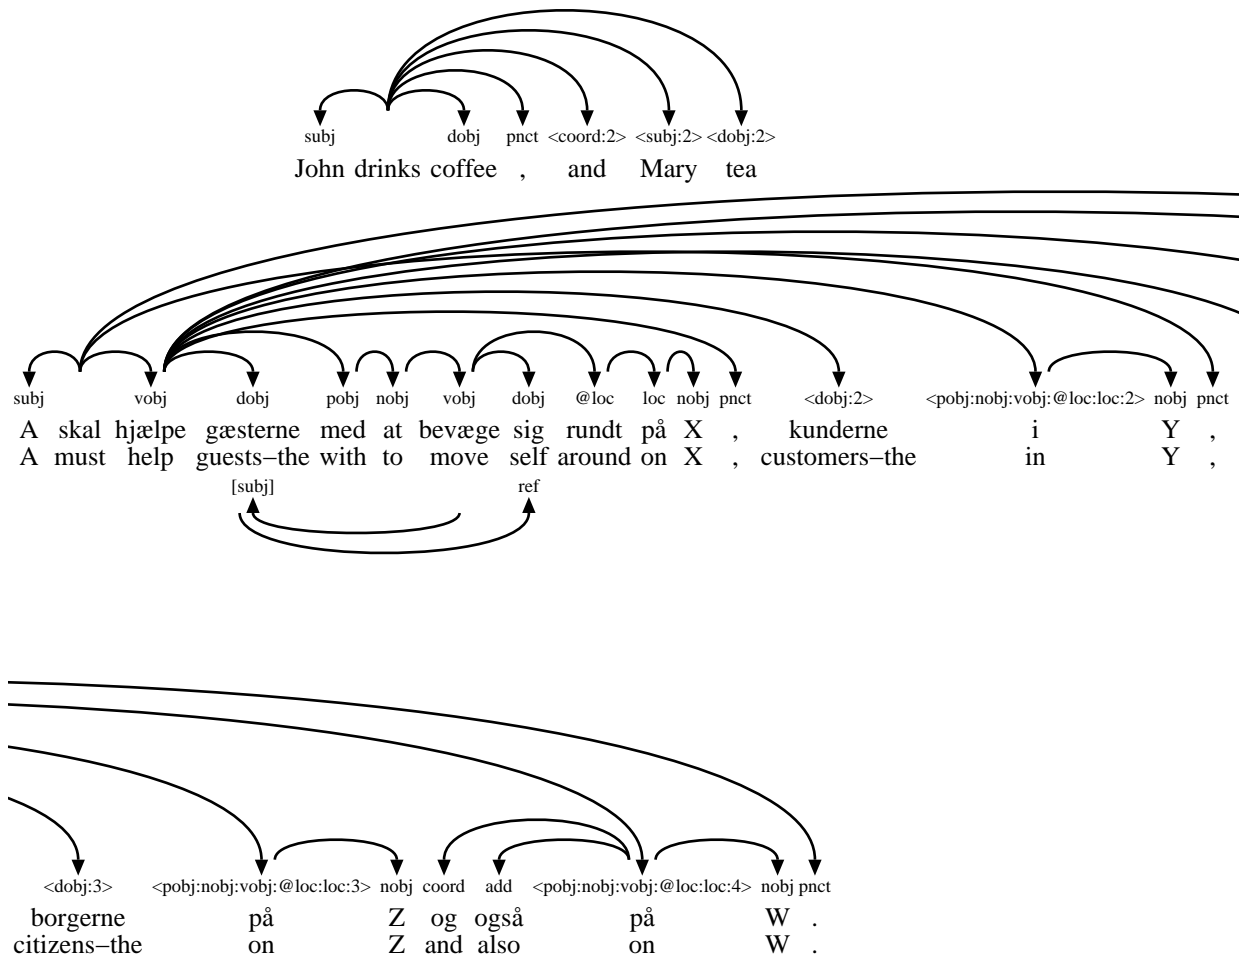 subj dobj pnct <coord:2> <subj:2> <dobj:2>
John drinks coffee , and Mary tea
subj vobj dobj pobj nobj vobj dobj @loc loc nobj pnct <dobj:2> <pobj:nobj:vobj:@loc:loc:2> nobj pnct
A skal hjælpe gæsterne med at bevæge sig rundt på X , kunderne i Y ,
A must help guests−the with to move self around on X , customers−the in Y ,
[subj] ref
<dobj:3> <pobj:nobj:vobj:@loc:loc:3> nobj coord add <pobj:nobj:vobj:@loc:loc:4> nobj pnct
borgerne på Z og også på W .
citizens−the on Z and also on W .